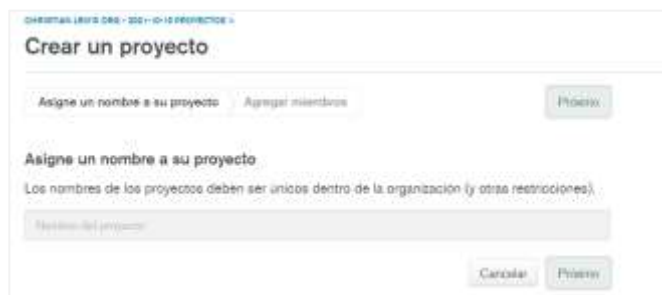 CHRISTIAN LEVI'S ORG - 2021-10-10 PROYECTOS >
Crear un proyecto
Asigne un nombre a su proyecto
Agregar miembros
Próximo
Asigne un nombre a su proyecto
Los nombres de los proyectos deben ser únicos dentro de la organización (y otras restricciones).
Nombre del proyecto
Cancelar
Próximo